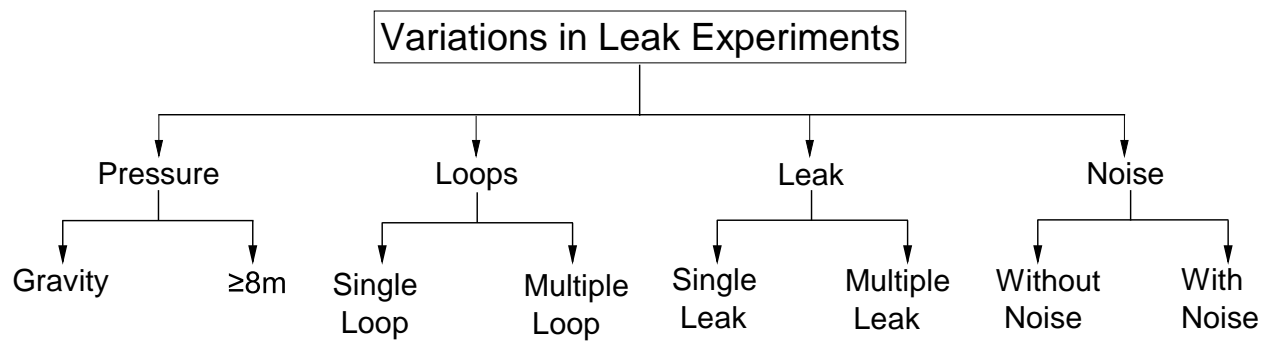 Variations in Leak Experiments
Pressure
Loops
Leak
Noise
Gravity
≥8m
Single
Loop
Multiple
Loop
Single
Leak
Multiple
Leak
Without
Noise
With
Noise